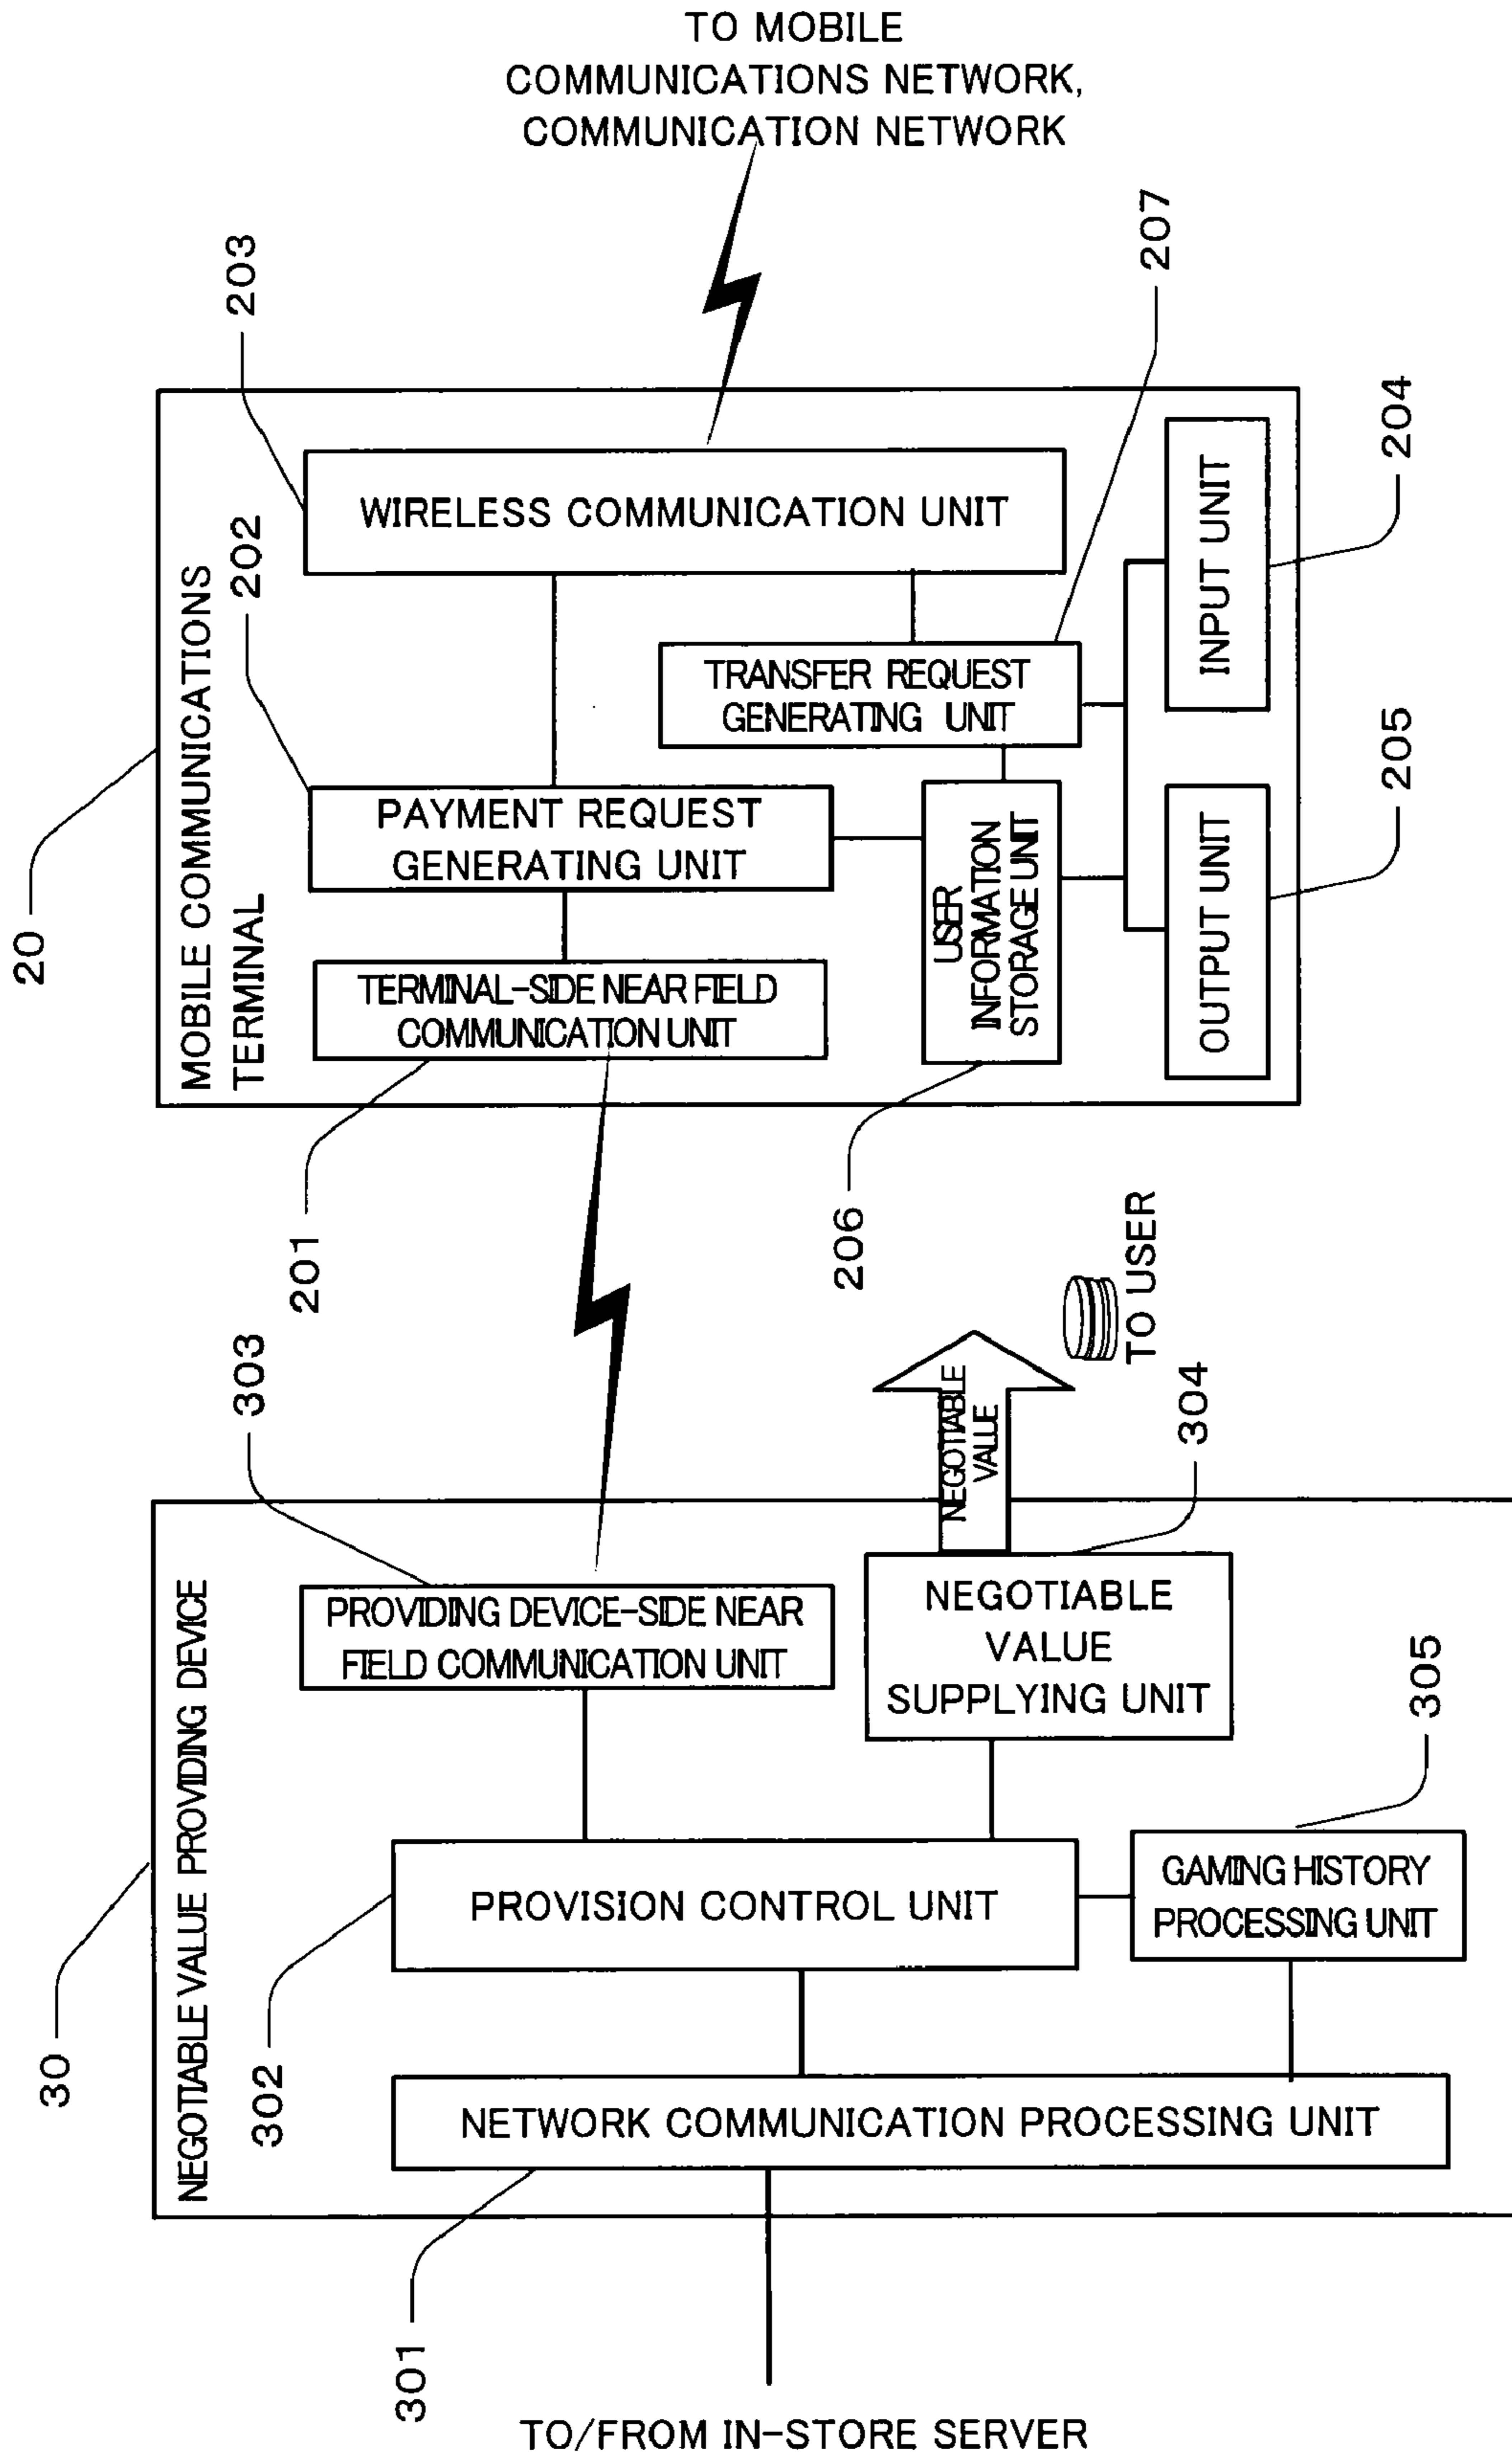 TO MOBILE
COMMUNICATIONS NETWORK,
COMMUNICATION NETWORK
207
203
204
WIRELESS COMMUNICATION UNIT
INPUT UNIT
202
MOBILE COMMUNICATIONS
TERMINAL
TRANSFER REQUEST
GENERATING UNIT
205
PAYMENT REQUEST
GENERATING UNIT
USER
INFORMATION
STORAGE UNIT
OUTPUT UNIT
20
TERMINAL-SIDE NEAR FIELD
COMMUNICATION UNIT
201
206
TO USER
303
NEGOTIABLE
VALUE
304
NEGOTIABLE VALUE PROVIDING DEVICE
PROVIDING DEVICE-SIDE NEAR
FIELD COMMUNICATION UNIT
NEGOTIABLE
VALUE
SUPPLYING UNIT
305
GAMING HISTORY
PROCESSING UNIT
PROVISION CONTROL UNIT
30
302
NETWORK COMMUNICATION PROCESSING UNIT
301
TO/FROM IN-STORE SERVER